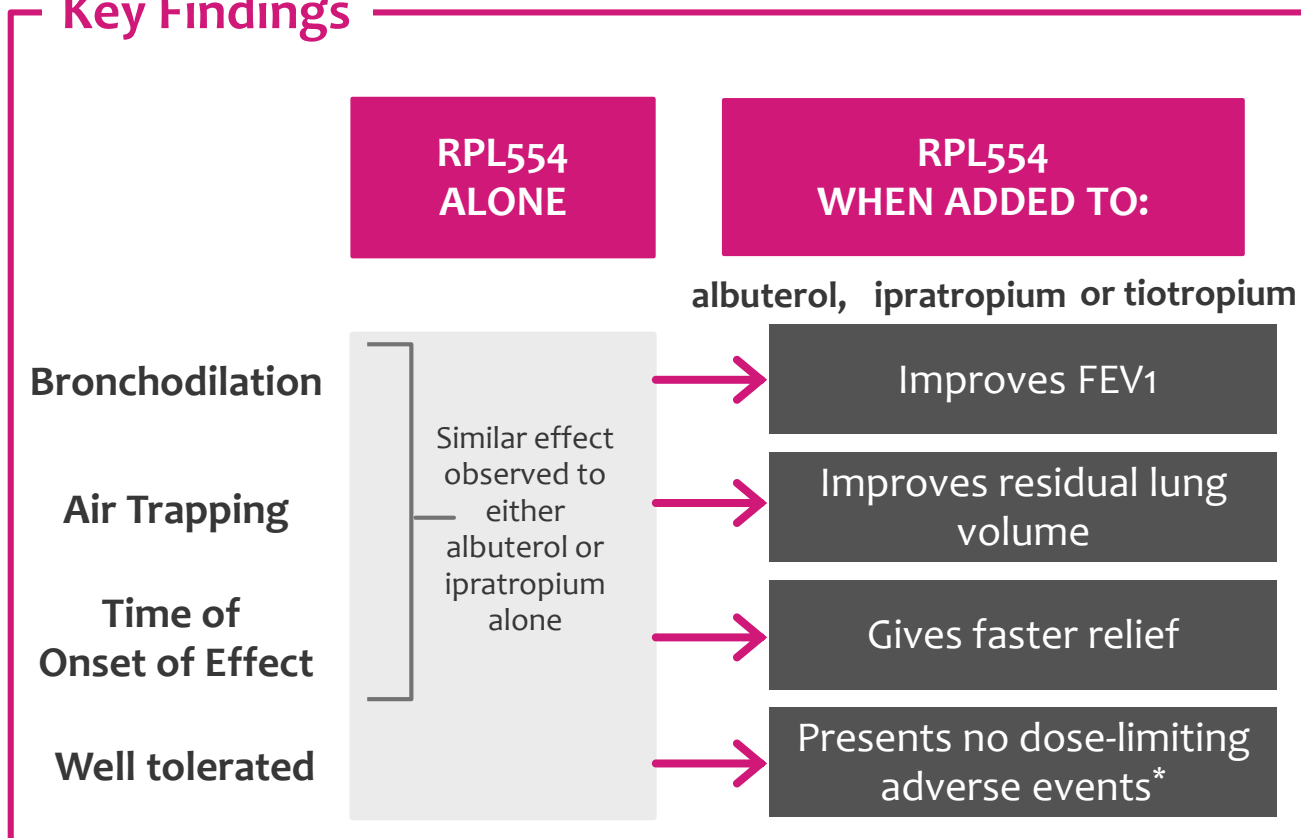 Key Findings
RPL554
ALONE
RPL554
WHEN ADDED TO:
albuterol, ipratropium or tiotropium
Bronchodilation
Improves FEV1
Similar effect
observed to
either
albuterol or
ipratropium
alone
Air Trapping
Improves residual lung
volume
Time of
Onset of Effect
Gives faster relief
Well tolerated
Presents no dose-limiting
adverse events*